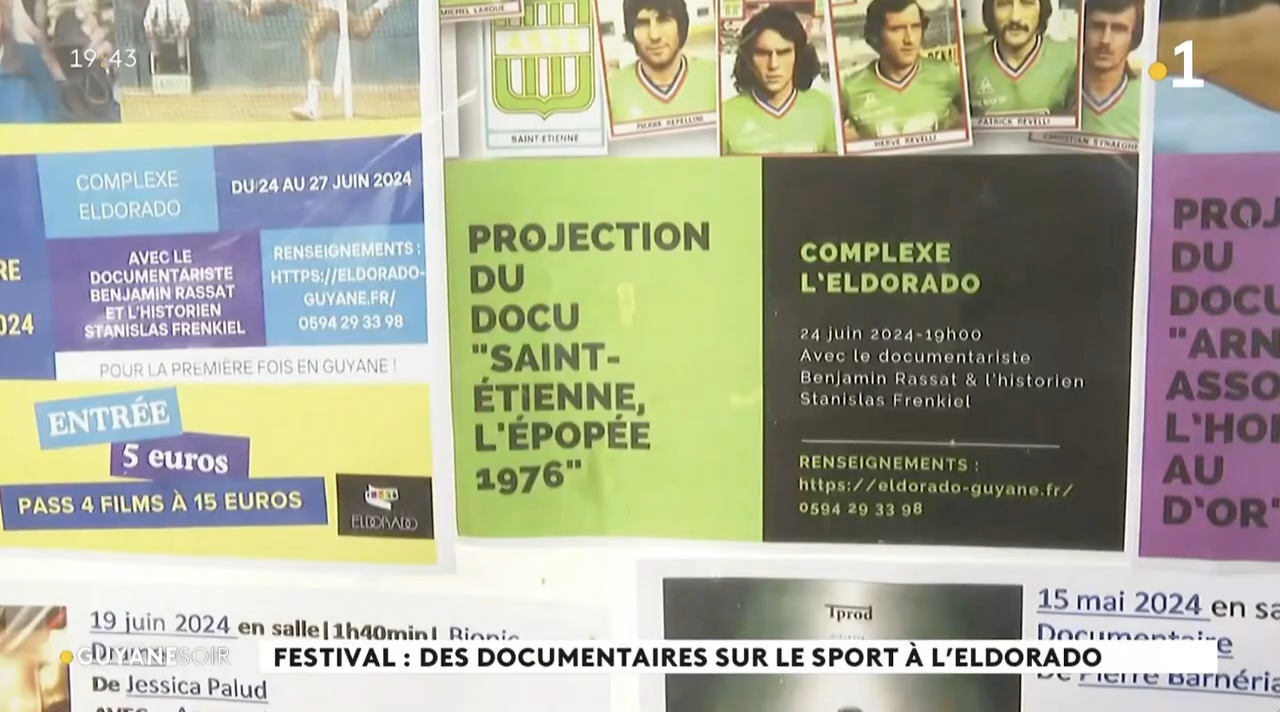 19:43
1
MICHEL LARQUE
SAINT-ETIENNE
PIERRE REPELLINI
HERVE REVELLI
PATRICK REVELLI
CHRISTIAN SYNAEGHE
COMPLEXE
ELDORADO
DU 24 AU 27 JUIN 2024
AVEC LE
DOCUMENTARISTE
BENJAMIN RASSAT
ET L'HISTORIEN
STANISLAS FRENKIEL
RENSEIGNEMENTS :
HTTPS://ELDORADO-
GUYANE.FR/
0594 29 33 98
RE
024
POUR LA PREMIÈRE FOIS EN GUYANE !
ENTRÉE
5 euros
PASS 4 FILMS À 15 EUROS
ELDORADO
PROJECTION
DU
DOCU
"SAINT-
ÉTIENNE,
L'ÉPOPÉE
1976"
COMPLEXE
L'ELDORADO
24 juin 2024-19h00
Avec le documentariste
Benjamin Rassat & l'historien
Stanislas Frenkiel
RENSEIGNEMENTS :
https://eldorado-guyane.fr/
0594 29 33 98
PROJ
DU
DOCU
"ARN
ASSO
L'HO
AU
D'OR"
19 juin 2024 en salle|1h40min| Biopic
Drame
De Jessica Palud
Tprod
15 mai 2024 en sa
Documentaire
De Pierre Barnéria
GUYANE SOIR
FESTIVAL : DES DOCUMENTAIRES SUR LE SPORT À L'ELDORADO